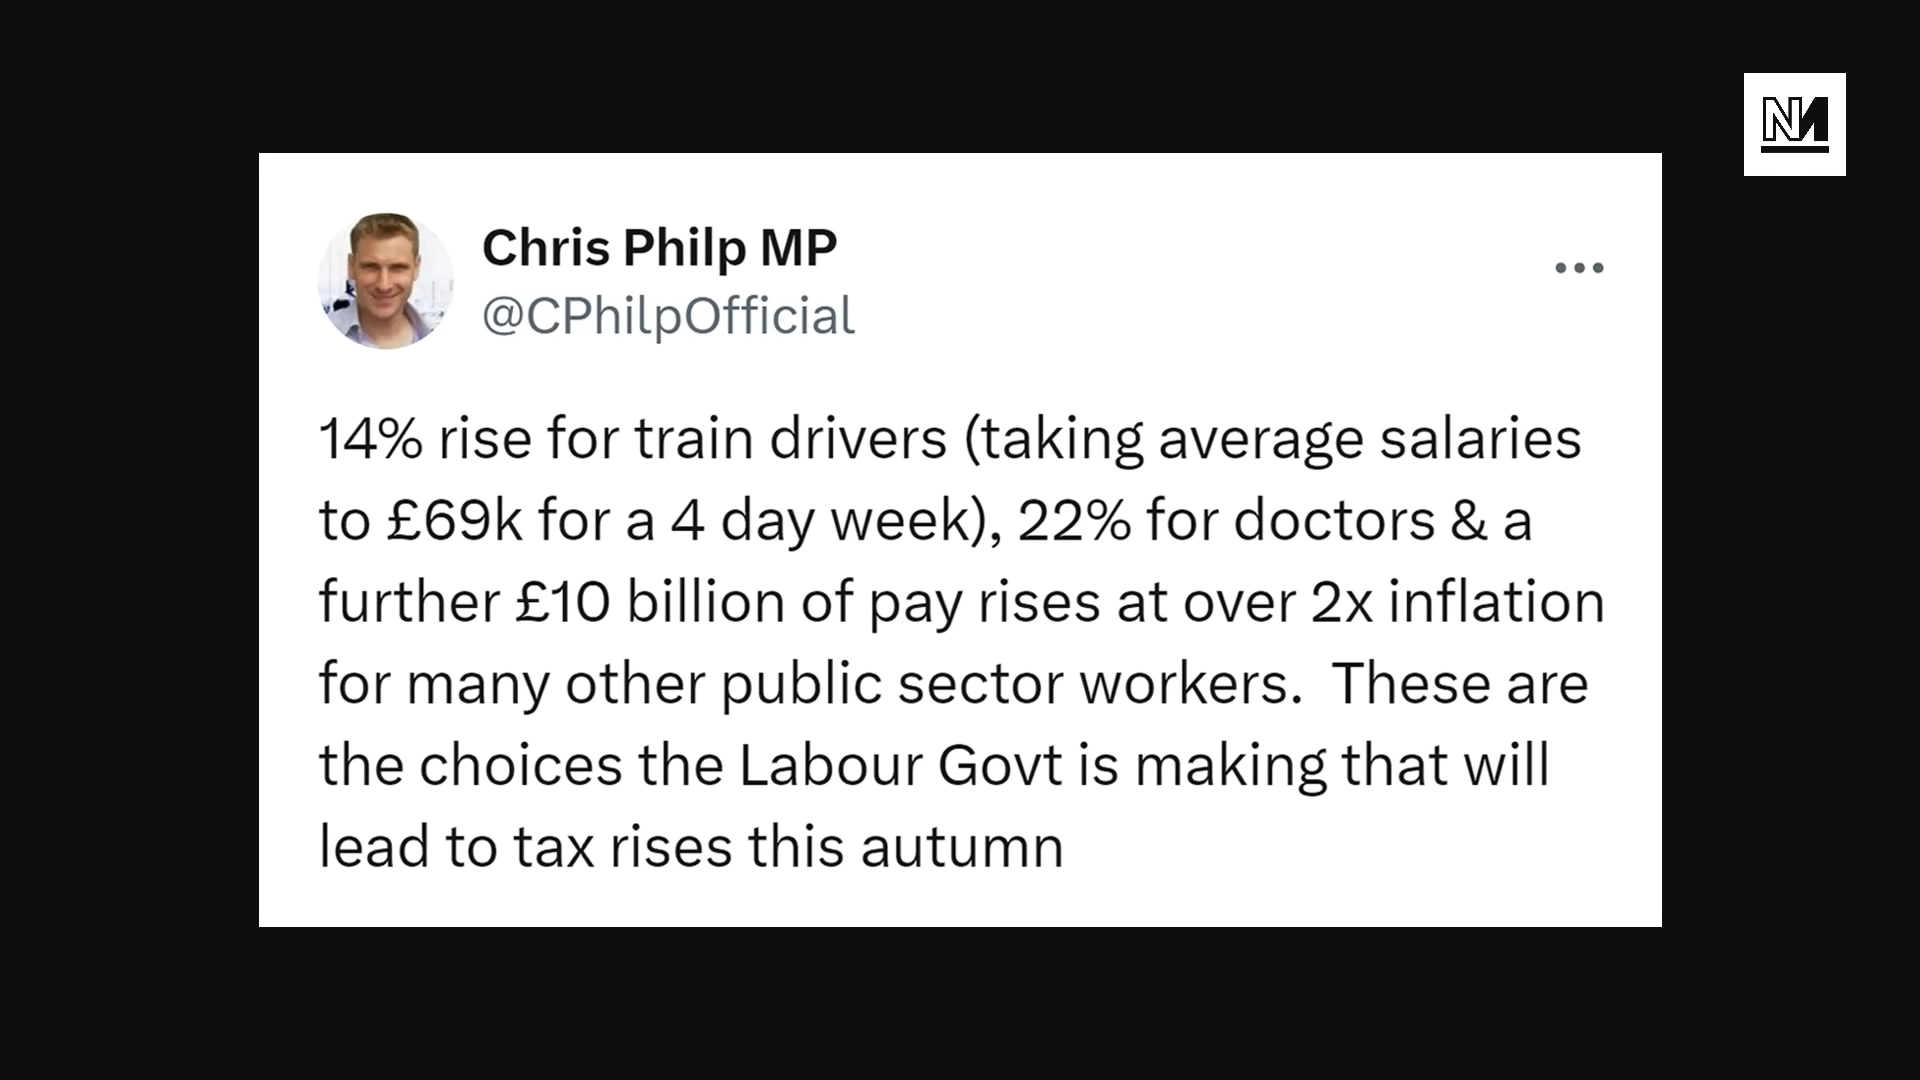 NM
Chris Philp MP
@CPhilpOfficial
14% rise for train drivers (taking average salaries
to £69k for a 4 day week), 22% for doctors & a
further £10 billion of pay rises at over 2x inflation
for many other public sector workers.  These are
the choices the Labour Govt is making that will
lead to tax rises this autumn